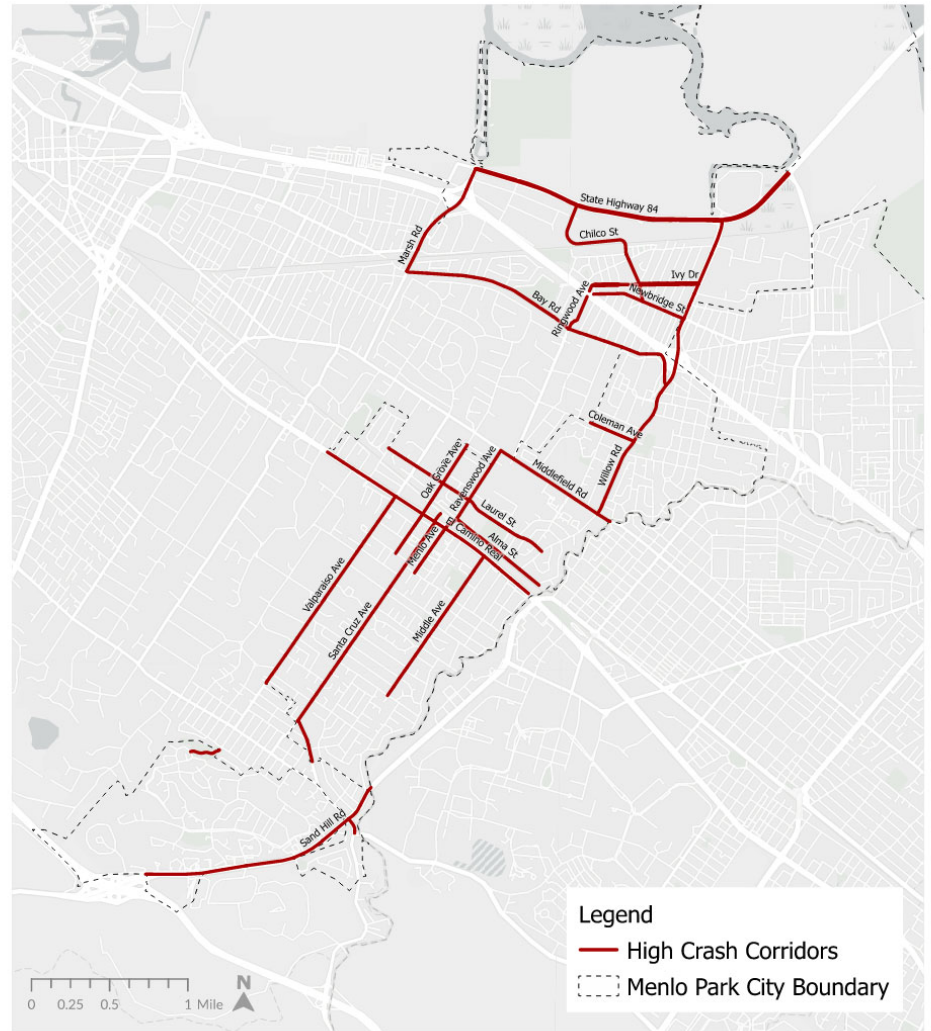 State Highway 84
Chilco St
Marsh Rd
Ivy Dr
Newbridge St
Bay Rd
Ringwood Ave
Coleman Ave
Willow Rd
Middlefield Rd
Oak Grove Ave
Ravenswood Ave
Laurel St
Alma St
El Camino Real
Menlo Ave
Valparaiso Ave
Santa Cruz Ave
Middle Ave
Sand Hill Rd
Legend
High Crash Corridors
Menlo Park City Boundary
N
0 0.25 0.5 1 Mile